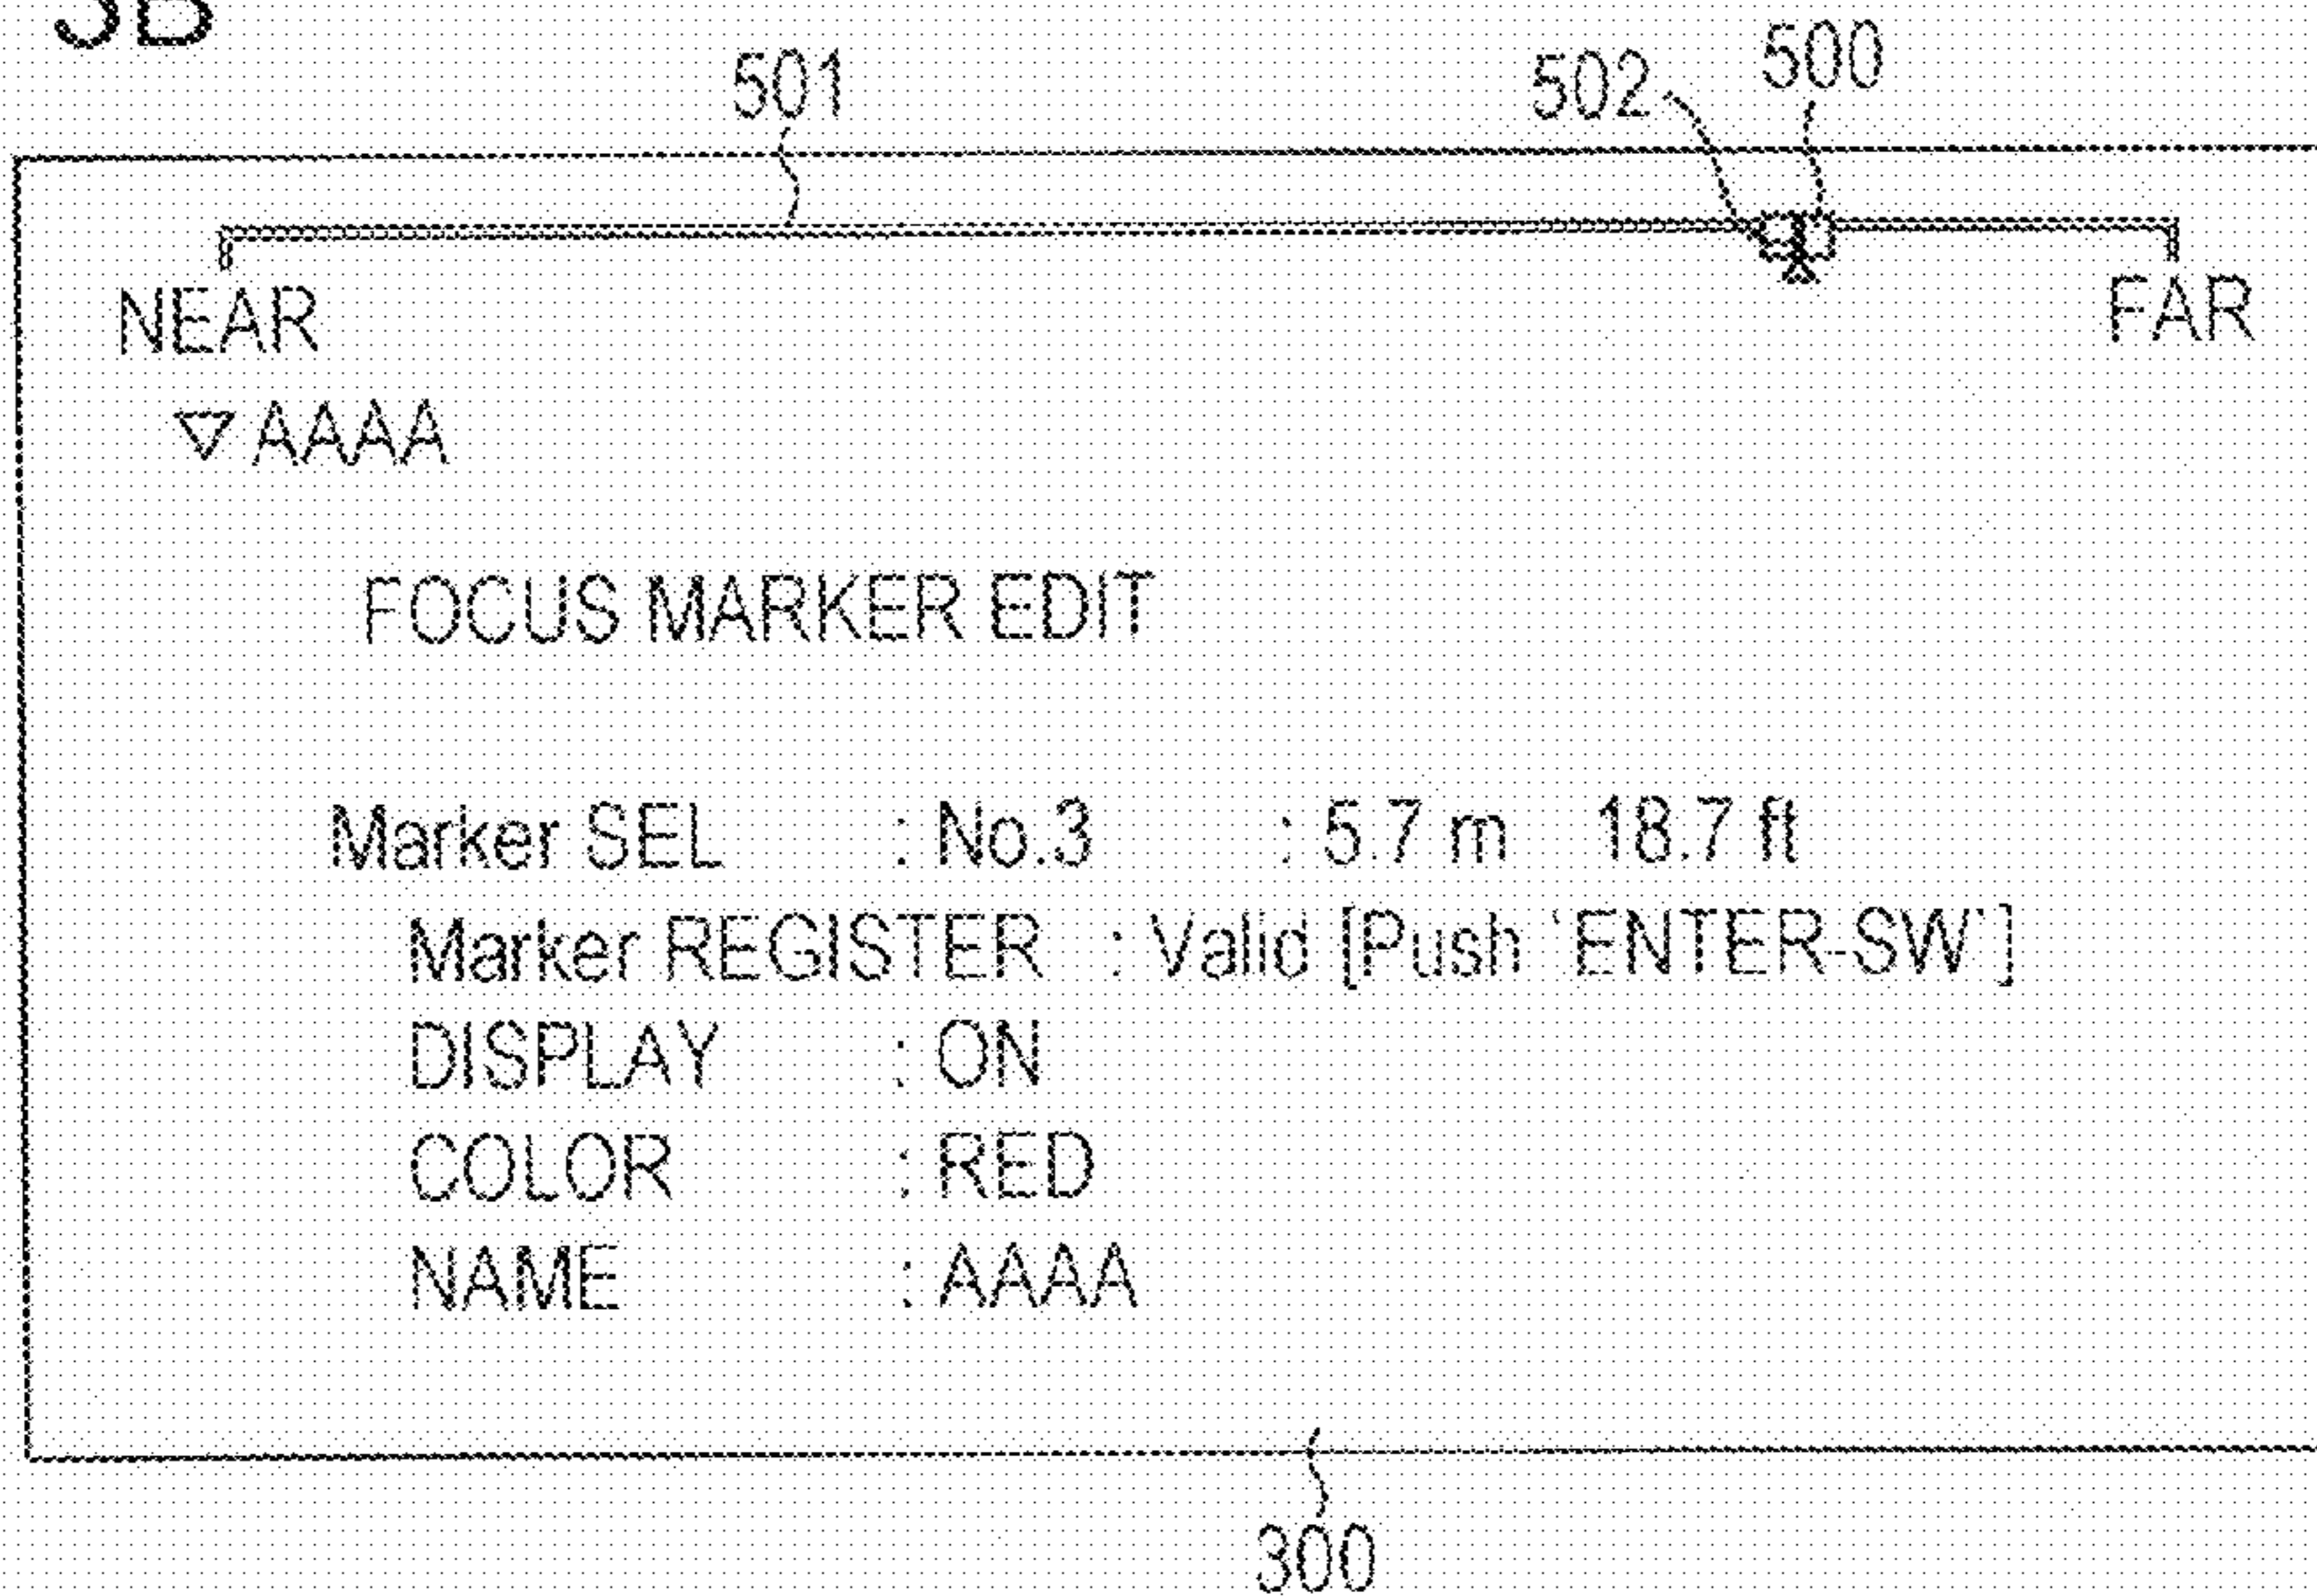 501 502 500
NEAR FAR
▽ AAAA
FOCUS MARKER EDIT
Marker SEL : No.3 : 5.7 m 18.7 ft
Marker REGISTER : Valid [Push 'ENTER-SW']
DISPLAY : ON
COLOR : RED
NAME : AAAA
300